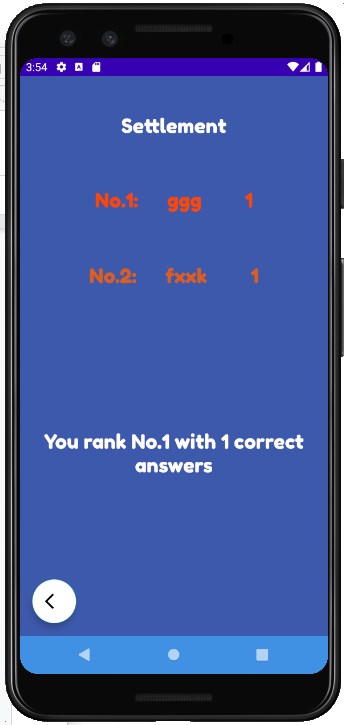 3:54
Settlement
No.1: ggg 1
No.2: fxxk 1
You rank No.1 with 1 correct
answers